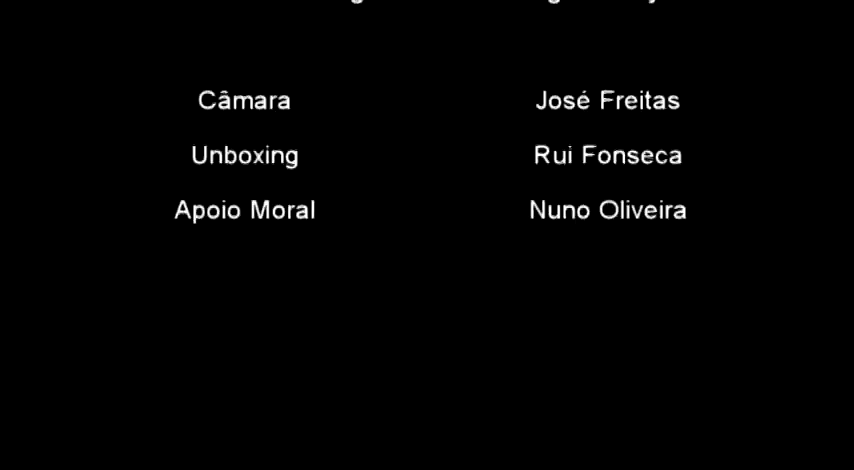 Câmara José Freitas
Unboxing Rui Fonseca
Apoio Moral Nuno Oliveira